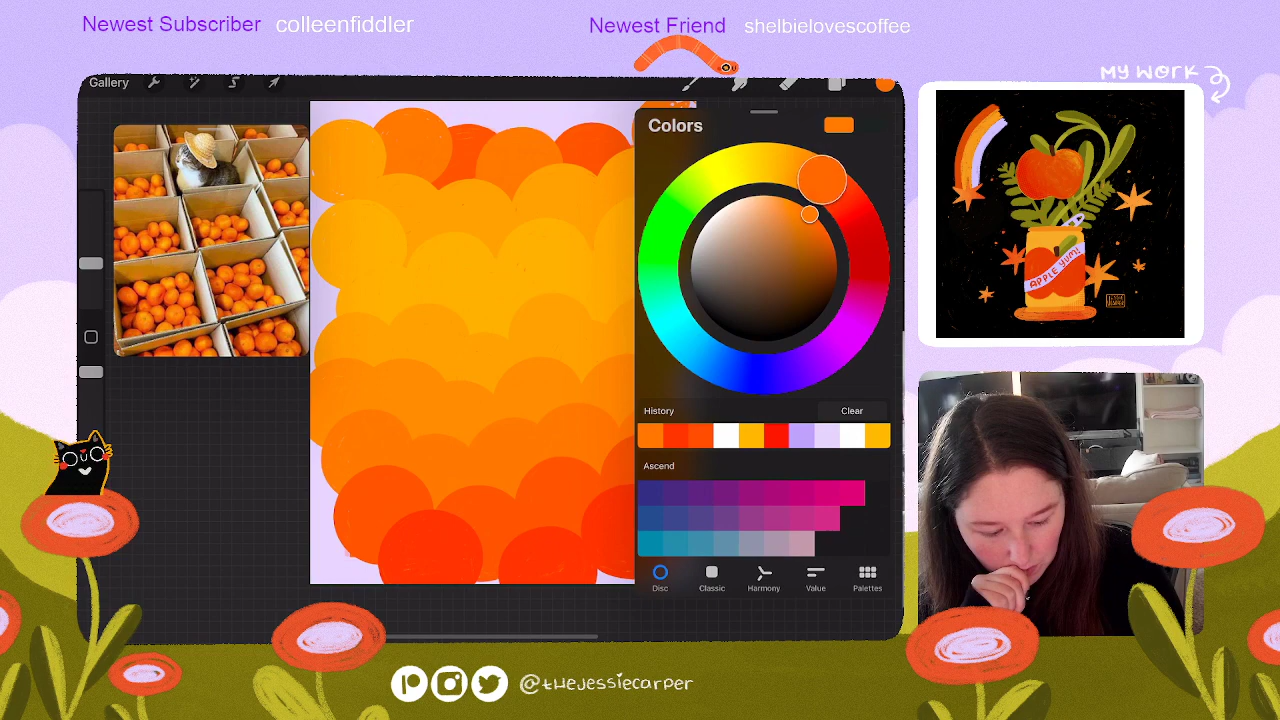 Newest Subscriber colleenfiddler
Newest Friend shelbielovescoffee
MY WORK
Gallery
Colors
APPLE YUM!
History
Clear
Ascend
Disc
Classic
Harmony
Value
Palettes
@THEJESSIECARPER